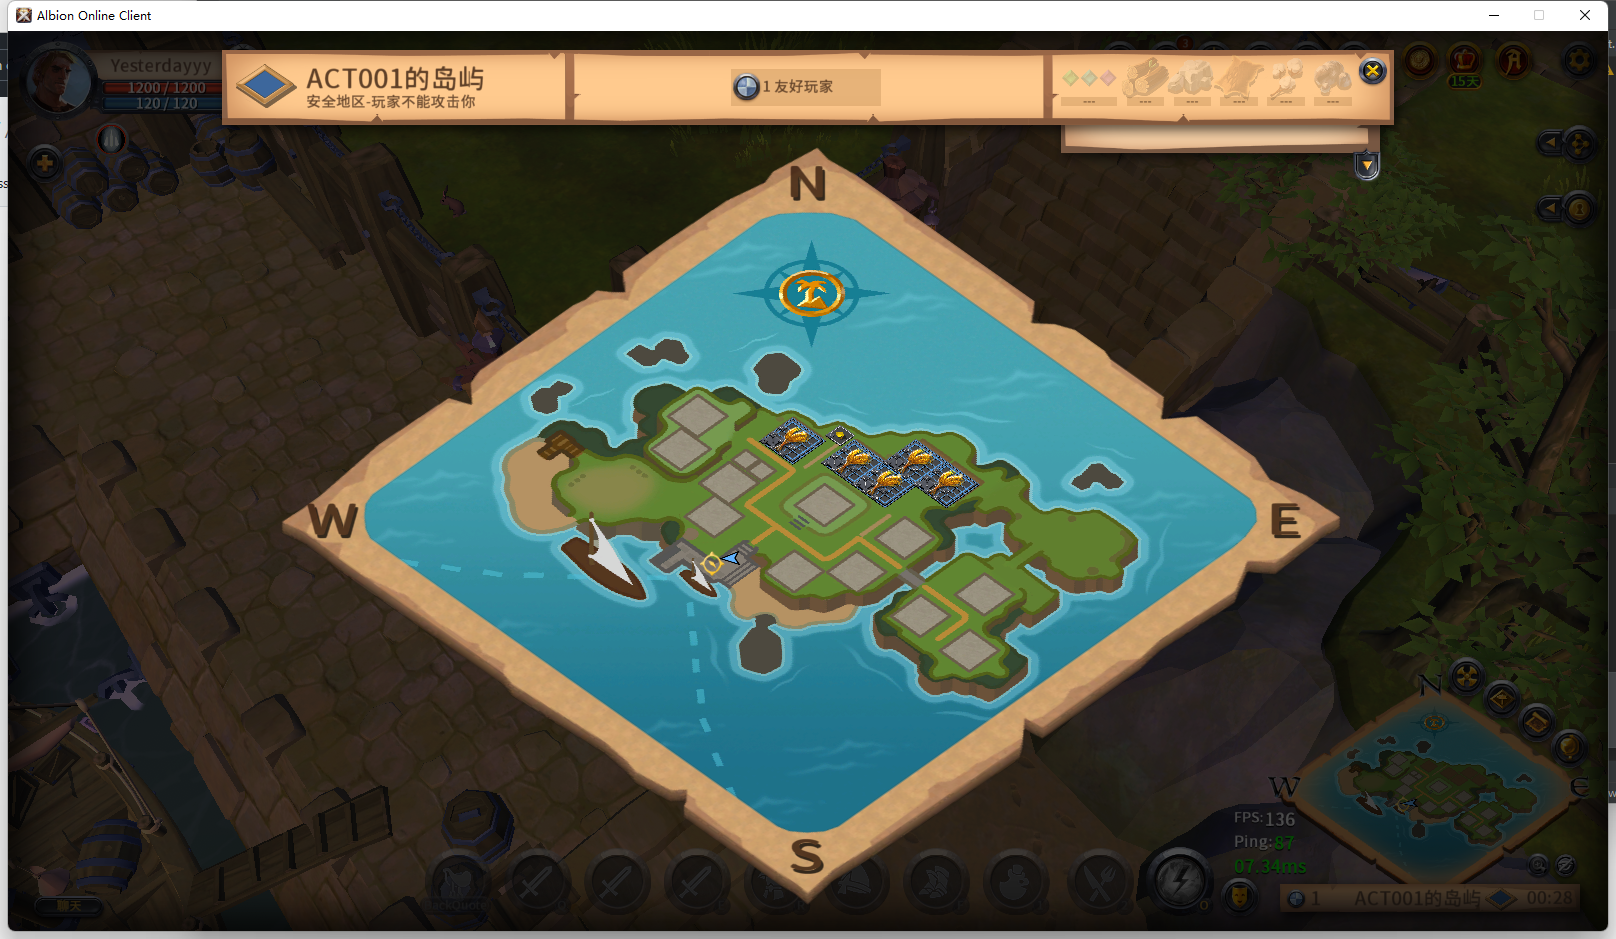 Albion Online Client
Yesterdayyy
1200 / 1200
120 / 120
ACT001的岛屿
安全地区-玩家不能攻击你
1 友好玩家
--- --- --- --- --- ---
15天
N
W
E
S
N
W
E
FPS:136
Ping:87
07.34ms
聊天
1 ACT001的岛屿 00:28